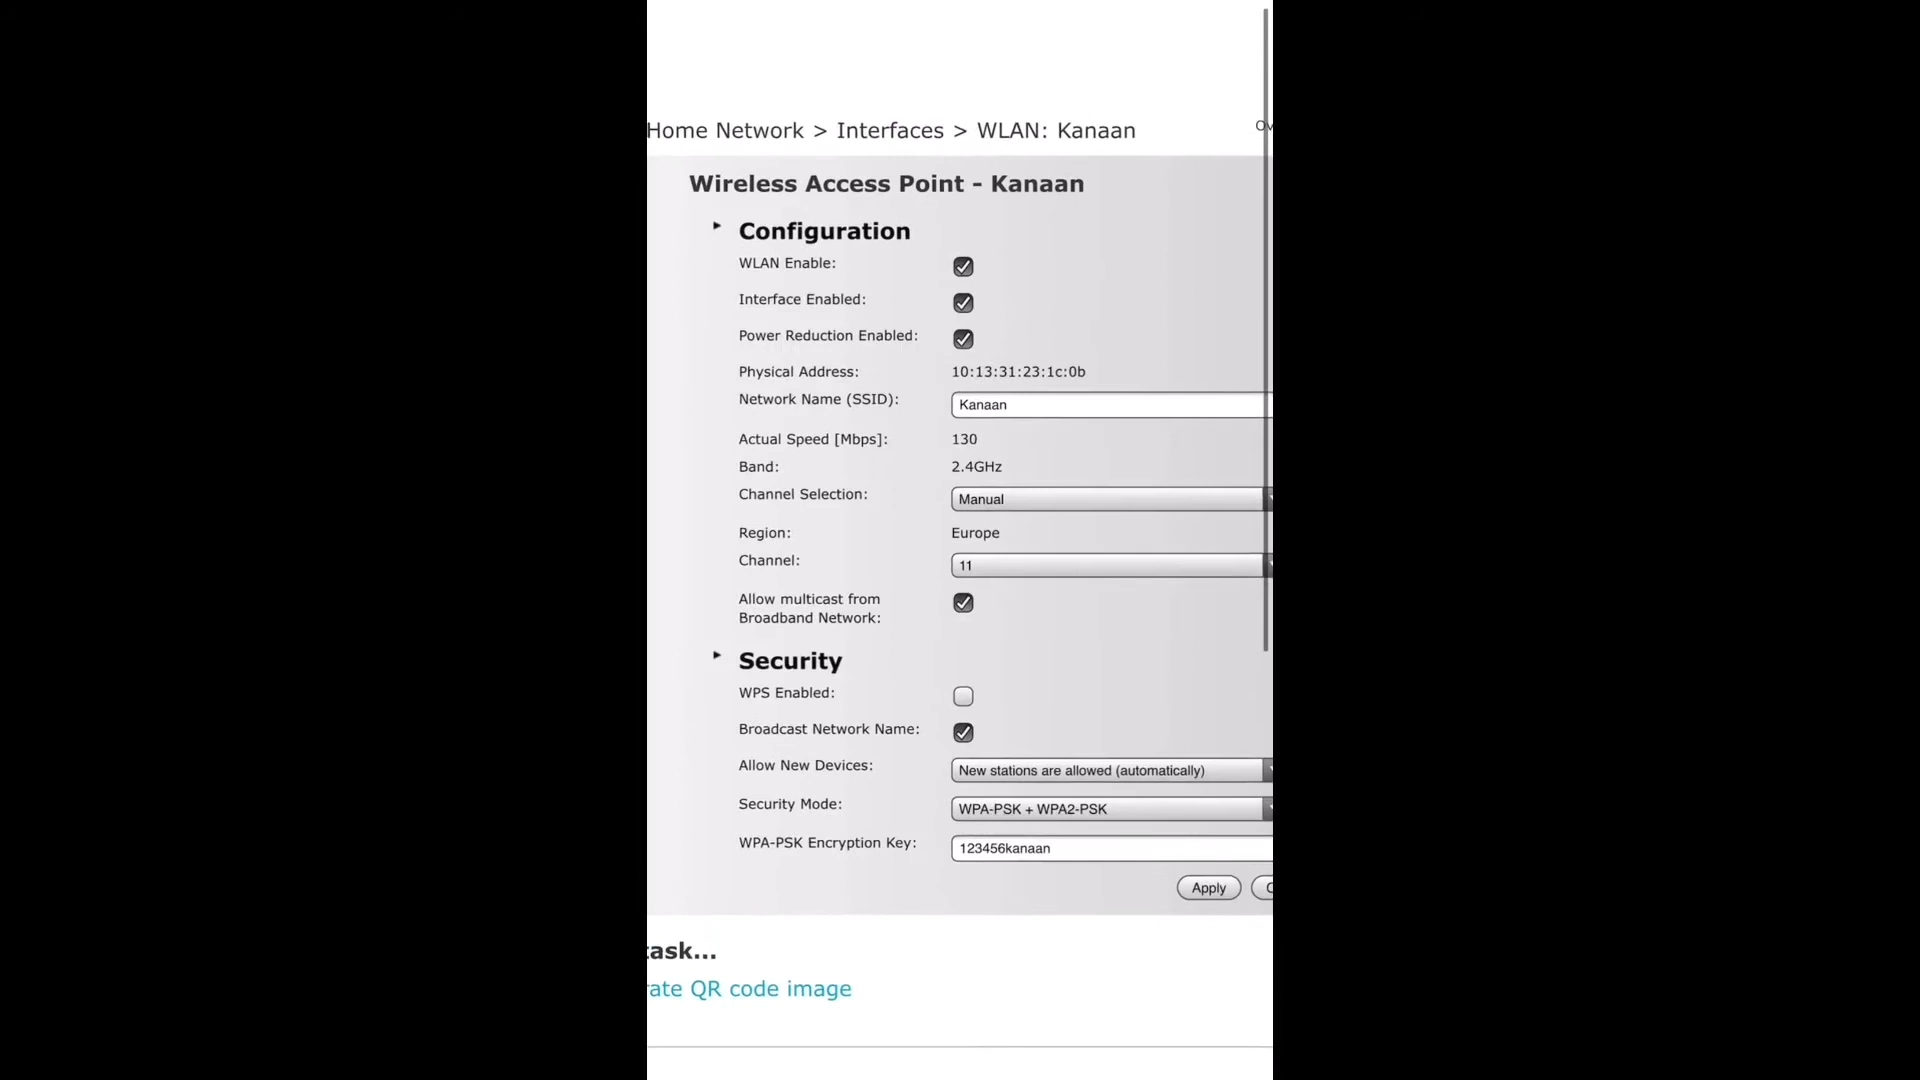 Home Network > Interfaces > WLAN: Kanaan
Wireless Access Point - Kanaan
Configuration
WLAN Enable:
Interface Enabled:
Power Reduction Enabled:
Physical Address: 10:13:31:23:1c:0b
Network Name (SSID): Kanaan
Actual Speed [Mbps]: 130
Band: 2.4GHz
Channel Selection: Manual
Region: Europe
Channel: 11
Allow multicast from
Broadband Network:
Security
WPS Enabled:
Broadcast Network Name:
Allow New Devices: New stations are allowed (automatically)
Security Mode: WPA-PSK + WPA2-PSK
WPA-PSK Encryption Key: 123456kanaan
Apply
task...
rate QR code image